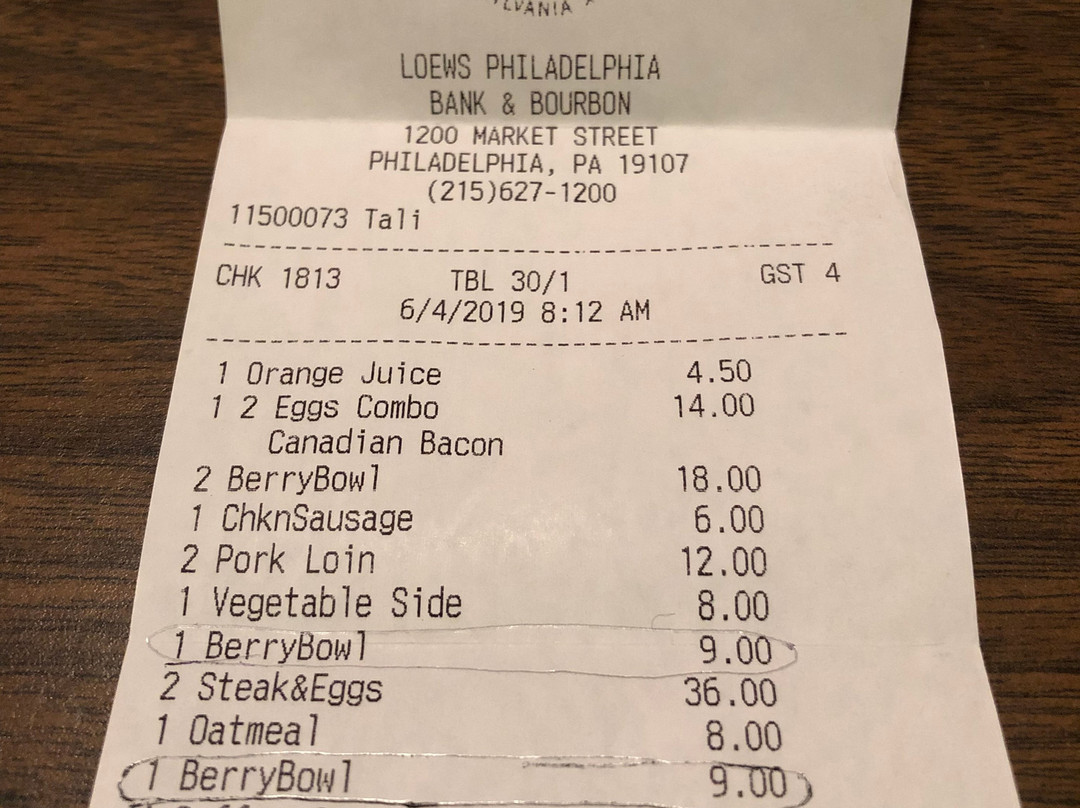 LOEWS PHILADELPHIA
BANK & BOURBON
1200 MARKET STREET
PHILADELPHIA, PA 19107
(215)627-1200
11500073 Tali
CHK 1813 TBL 30/1 GST 4
6/4/2019 8:12 AM
1 Orange Juice 4.50
1 2 Eggs Combo 14.00
Canadian Bacon
2 BerryBowl 18.00
1 ChknSausage 6.00
2 Pork Loin 12.00
1 Vegetable Side 8.00
1 BerryBowl 9.00
2 Steak&Eggs 36.00
1 Oatmeal 8.00
1 BerryBowl 9.00